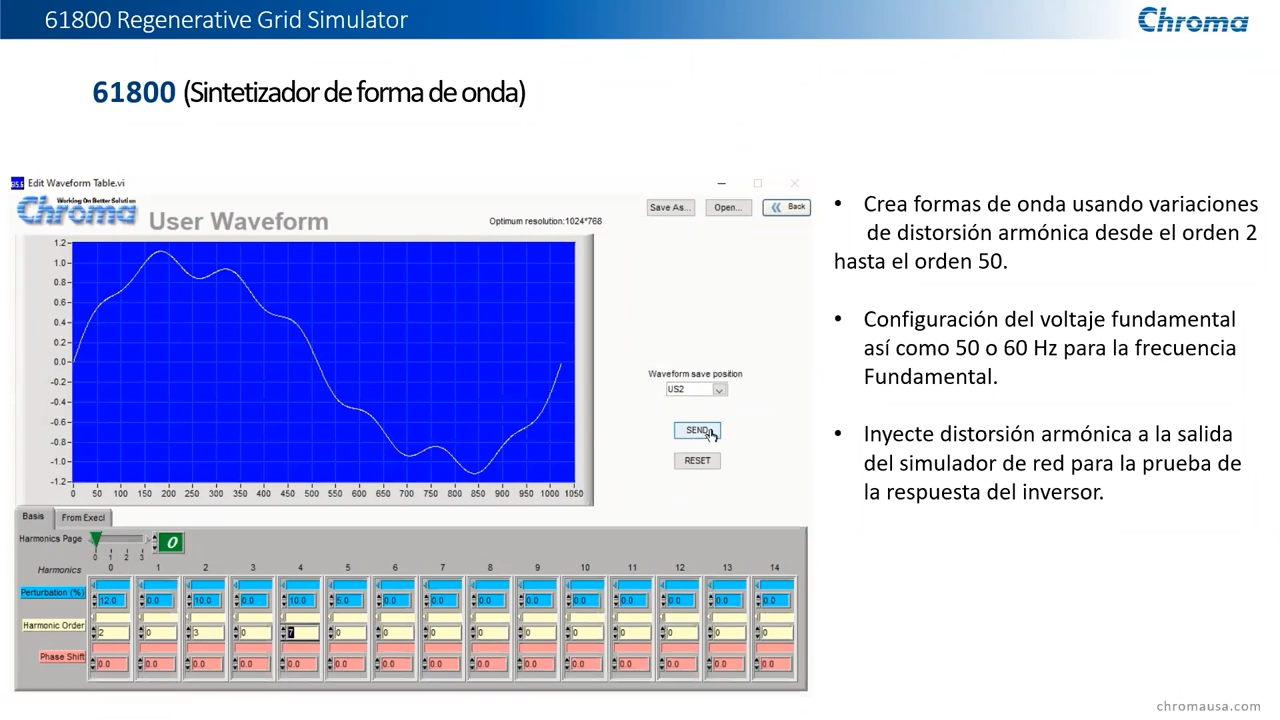 61800 Regenerative Grid Simulator
Chroma
61800 (Sintetizador de forma de onda)
Edit Waveform Table.vi
Working On Better Solution
Chroma
User Waveform
Optimum resolution:1024*768
Save As...
Open...
Back
1.2
1.0
0.8
0.6
0.4
0.2
0.0
-0.2
-0.4
-0.6
-0.8
-1.0
-1.2
0 50 100 150 200 250 300 350 400 450 500 550 600 650 700 750 800 850 900 950 1000 1050
Waveform save position
US2
SEND
RESET
Basis
From Execl
Harmonics Page
0 1 2 3
0
Harmonics 0 1 2 3 4 5 6 7 8 9 10 11 12 13 14
Perturbation (%) 12.0 0.0 10.0 0.0 10.0 5.0 0.0 0.0 0.0 0.0 0.0 0.0 0.0 0.0 0.0
Harmonic Order 2 0 3 0 7 0 0 0 0 0 0 0 0 0 0
Phase Shift 0.0 0.0 0.0 0.0 0.0 0.0 0.0 0.0 0.0 0.0 0.0 0.0 0.0 0.0 0.0
• Crea formas de onda usando variaciones
de distorsión armónica desde el orden 2
hasta el orden 50.
• Configuración del voltaje fundamental
así como 50 o 60 Hz para la frecuencia
Fundamental.
• Inyecte distorsión armónica a la salida
del simulador de red para la prueba de
la respuesta del inversor.
chromausa.com